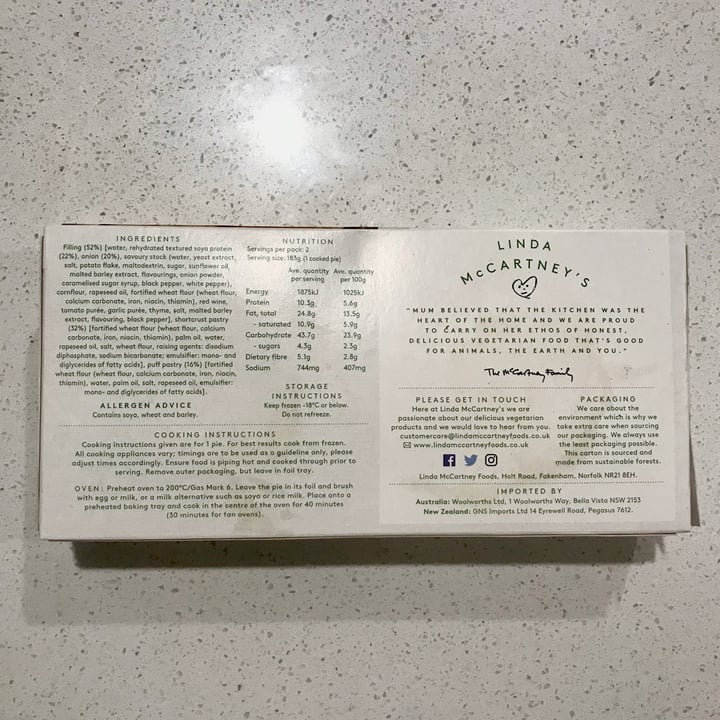 INGREDIENTS
Filling (52%) [water, rehydrated textured soya protein
(22%), onion (20%), savoury stock (water, yeast extract,
salt, potato flake, maltodextrin, sugar, sunflower oil,
malted barley extract, flavourings, onion powder,
caramelised sugar syrup, black pepper, white pepper),
cornflour, rapeseed oil, fortified wheat flour (wheat flour,
calcium carbonate, iron, niacin, thiamin), red wine,
tomato purée, garlic purée, thyme, salt, malted barley
extract, flavouring, black pepper], shortcrust pastry
(32%) [fortified wheat flour (wheat flour, calcium
carbonate, iron, niacin, thiamin), palm oil, water,
rapeseed oil, salt, wheat flour, raising agents: disodium
diphosphate, sodium bicarbonate; emulsifier: mono- and
diglycerides of fatty acids], puff pastry (16%) [fortified
wheat flour (wheat flour, calcium carbonate, iron, niacin,
thiamin), water, palm oil, salt, rapeseed oil, emulsifier:
mono- and diglycerides of fatty acids].
ALLERGEN ADVICE
Contains soya, wheat and barley.
NUTRITION
Servings per pack: 2
Serving size: 183g (1 cooked pie)
Ave. quantity Ave. quantity
per serving per 100g
Energy 1875kJ 1025kJ
Protein 10.3g 5.6g
Fat, total 24.8g 13.5g
- saturated 10.9g 5.9g
Carbohydrate 43.7g 23.9g
- sugars 4.3g 2.3g
Dietary fibre 5.1g 2.8g
Sodium 744mg 407mg
STORAGE
INSTRUCTIONS
Keep frozen -18°C or below.
Do not refreeze.
COOKING INSTRUCTIONS
Cooking instructions given are for 1 pie. For best results cook from frozen.
All cooking appliances vary; timings are to be used as a guideline only, please
adjust times accordingly. Ensure food is piping hot and cooked through prior to
serving. Remove outer packaging, but leave in foil tray.
OVEN: Preheat oven to 200°C/Gas Mark 6. Leave the pie in its foil and brush
with egg or milk, or a milk alternative such as soya or rice milk. Place onto a
preheated baking tray and cook in the centre of the oven for 40 minutes
(30 minutes for fan ovens).
LINDA
McCARTNEY'S
"MUM BELIEVED THAT THE KITCHEN WAS THE
HEART OF THE HOME AND WE ARE PROUD
TO CARRY ON HER ETHOS OF HONEST,
DELICIOUS VEGETARIAN FOOD THAT'S GOOD
FOR ANIMALS, THE EARTH AND YOU."
The McCartney Family
PLEASE GET IN TOUCH
Here at Linda McCartney's we are
passionate about our delicious vegetarian
products and we would love to hear from you.
customercare@lindamccartneyfoods.co.uk
www.lindamccartneyfoods.co.uk
PACKAGING
We care about the
environment which is why we
take extra care when sourcing
our packaging. We always use
the least packaging possible.
This carton is sourced and
made from sustainable forests.
Linda McCartney Foods, Holt Road, Fakenham, Norfolk NR21 8EH.
IMPORTED BY
Australia: Woolworths Ltd, 1 Woolworths Way, Bella Vista NSW 2153
New Zealand: GNS Imports Ltd 14 Eyrewell Road, Pegasus 7612.